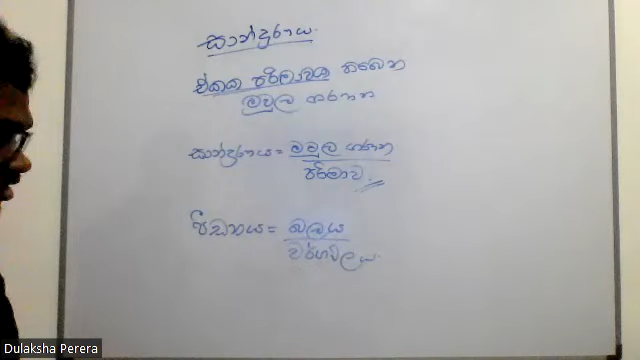 සාන්ද්‍රණය.
ඒකක පරිමාවක තිබෙන
මවුල ගණන
සාන්ද්‍රණය = මවුල ගණන
පරිමාව.
පීඩනය = බලය
වර්ගඵලය.
Dulaksha Perera